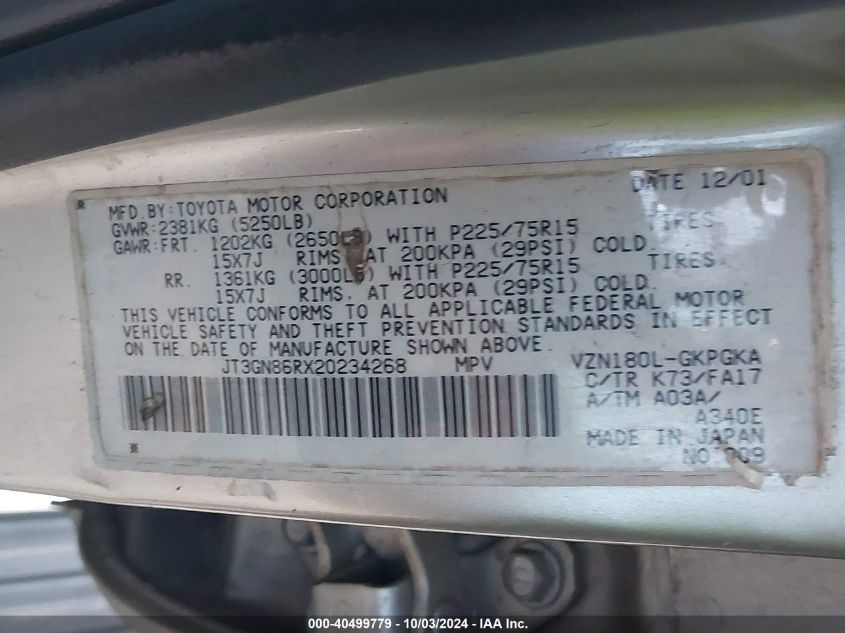 DATE 12/01
MFD. BY: TOYOTA MOTOR CORPORATION
GVWR: 2381KG (5250LB)
GAWR: FRT. 1202KG (2650LB) WITH P225/75R15 TIRES.
15X7J RIMS. AT 200KPA (29PSI) COLD.
RR. 1361KG (3000LB) WITH P225/75R15 TIRES.
15X7J RIMS. AT 200KPA (29PSI) COLD.
THIS VEHICLE CONFORMS TO ALL APPLICABLE FEDERAL MOTOR
VEHICLE SAFETY AND THEFT PREVENTION STANDARDS IN EFFECT
ON THE DATE OF MANUFACTURE SHOWN ABOVE.
JT3GN86RX20234268 MPV VZN180L-GKPGKA
C/TR K73/FA17
A/TM A03A/
A340E
MADE IN JAPAN
NO
000-40499779 - 10/03/2024 - IAA Inc.